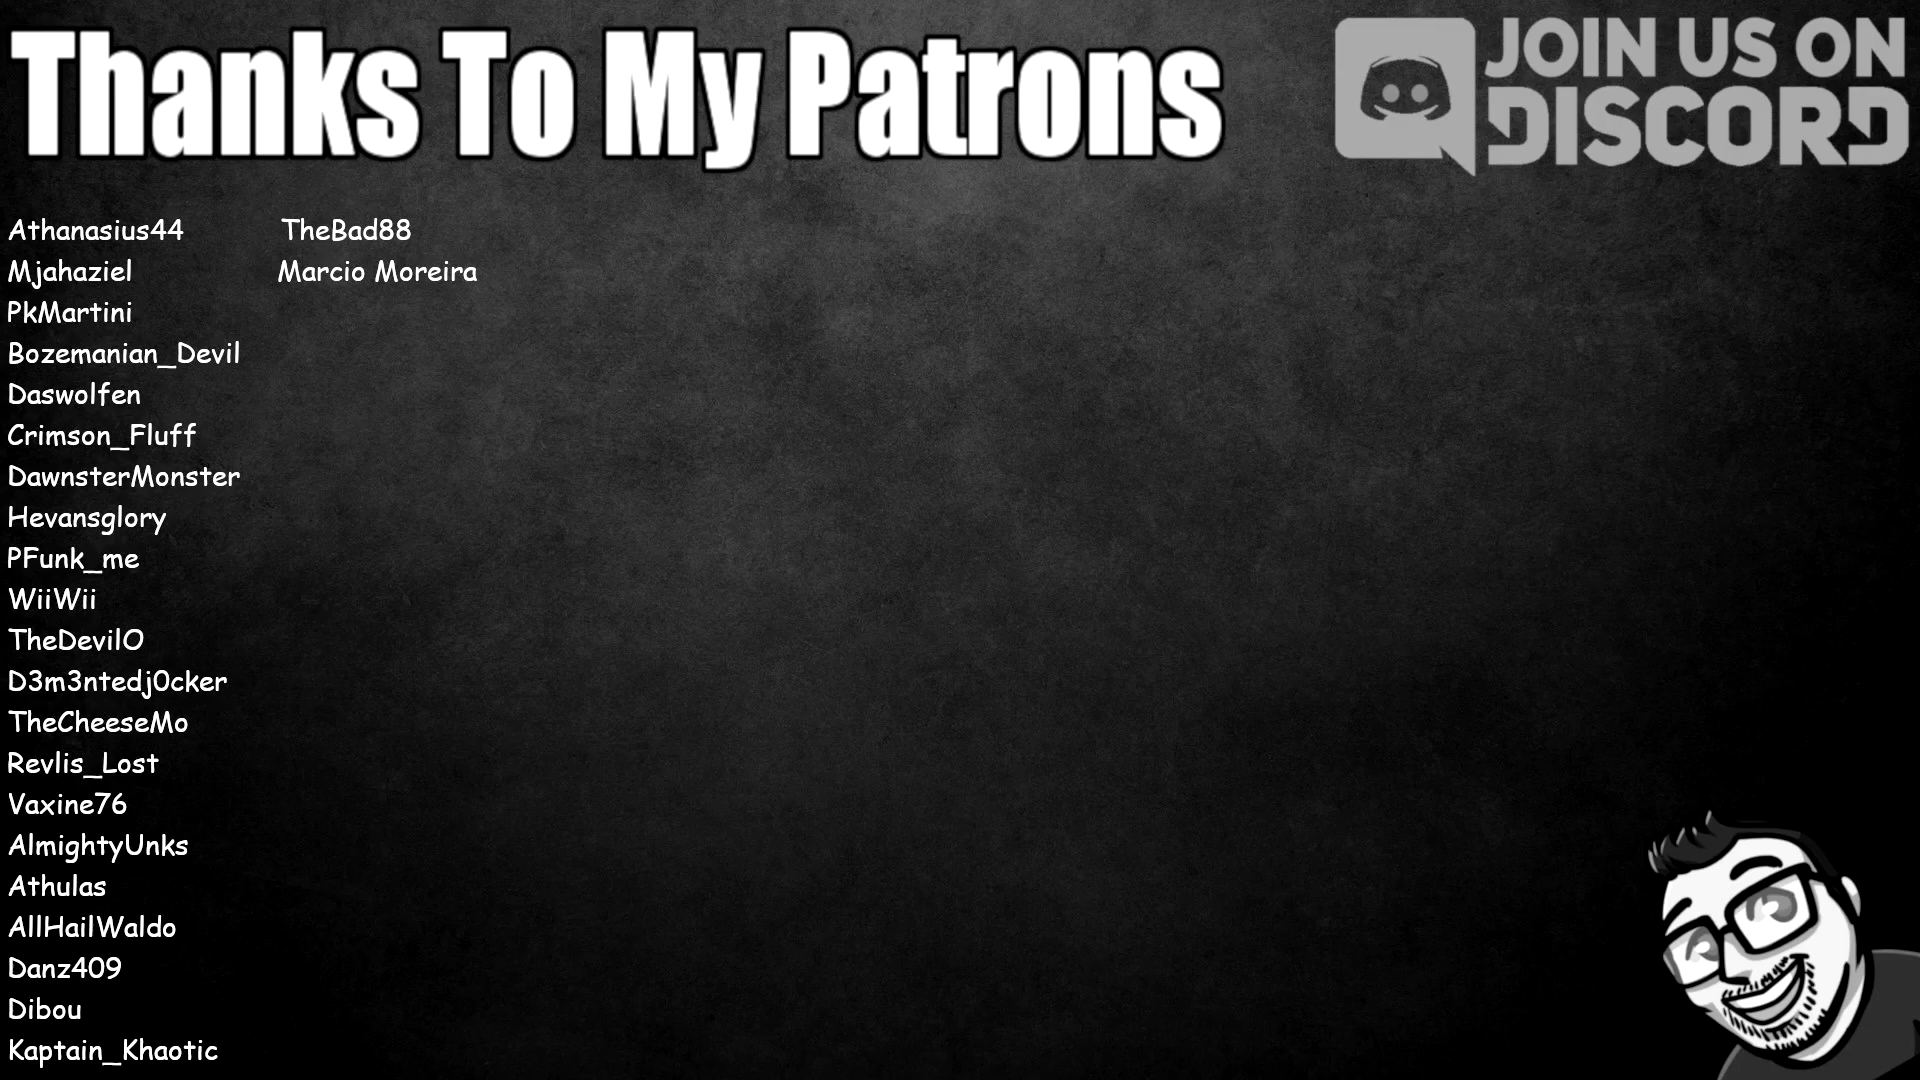 Thanks To My Patrons
JOIN US ON
DISCORD
Athanasius44
Mjahaziel
PkMartini
Bozemanian_Devil
Daswolfen
Crimson_Fluff
DawnsterMonster
Hevansglory
PFunk_me
WiiWii
TheDevilO
D3m3ntedj0cker
TheCheeseMo
Revlis_Lost
Vaxine76
AlmightyUnks
Athulas
AllHailWaldo
Danz409
Dibou
Kaptain_Khaotic
TheBad88
Marcio Moreira